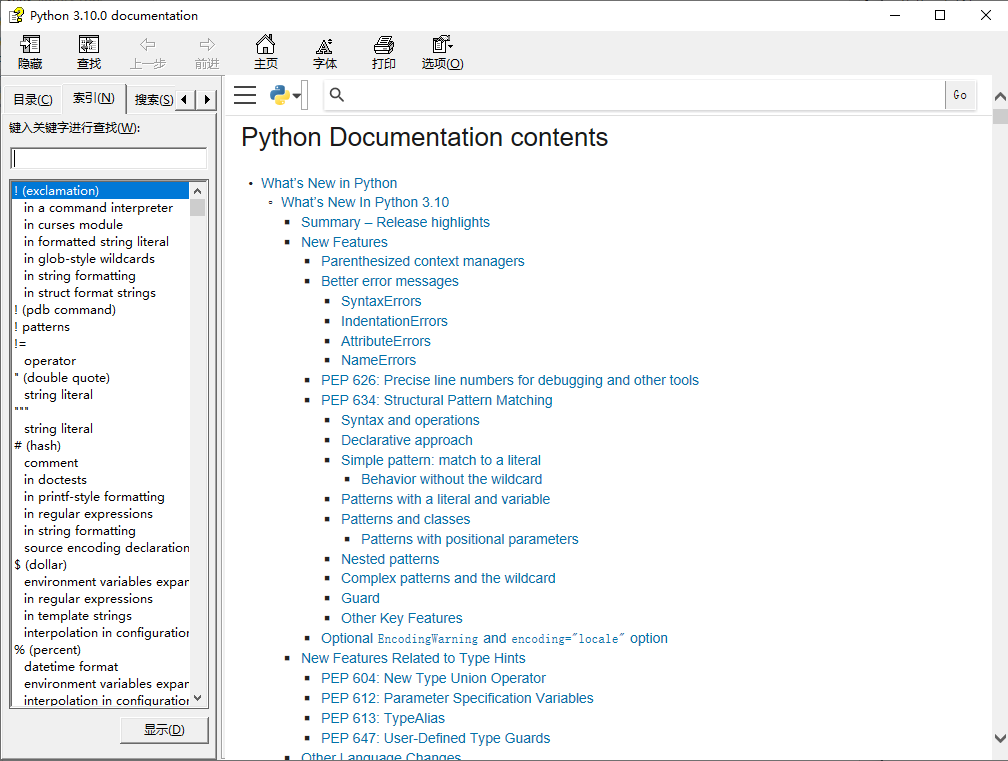 Python 3.10.0 documentation
隐藏 查找 上一步 前进 主页 字体 打印 选项(O)
目录(C) 索引(N) 搜索(S)
键入关键字进行查找(W):
! (exclamation)
in a command interpreter
in curses module
in formatted string literal
in glob-style wildcards
in string formatting
in struct format strings
! (pdb command)
! patterns
!=
operator
" (double quote)
string literal
"""
string literal
# (hash)
comment
in doctests
in printf-style formatting
in regular expressions
in string formatting
source encoding declaration
$ (dollar)
environment variables expan
in regular expressions
in template strings
interpolation in configuration
% (percent)
datetime format
environment variables expan
interpolation in configuration
显示(D)
Go
Python Documentation contents
What's New in Python
What's New In Python 3.10
Summary – Release highlights
New Features
Parenthesized context managers
Better error messages
SyntaxErrors
IndentationErrors
AttributeErrors
NameErrors
PEP 626: Precise line numbers for debugging and other tools
PEP 634: Structural Pattern Matching
Syntax and operations
Declarative approach
Simple pattern: match to a literal
Behavior without the wildcard
Patterns with a literal and variable
Patterns and classes
Patterns with positional parameters
Nested patterns
Complex patterns and the wildcard
Guard
Other Key Features
Optional EncodingWarning and encoding="locale" option
New Features Related to Type Hints
PEP 604: New Type Union Operator
PEP 612: Parameter Specification Variables
PEP 613: TypeAlias
PEP 647: User-Defined Type Guards
Other Language Changes